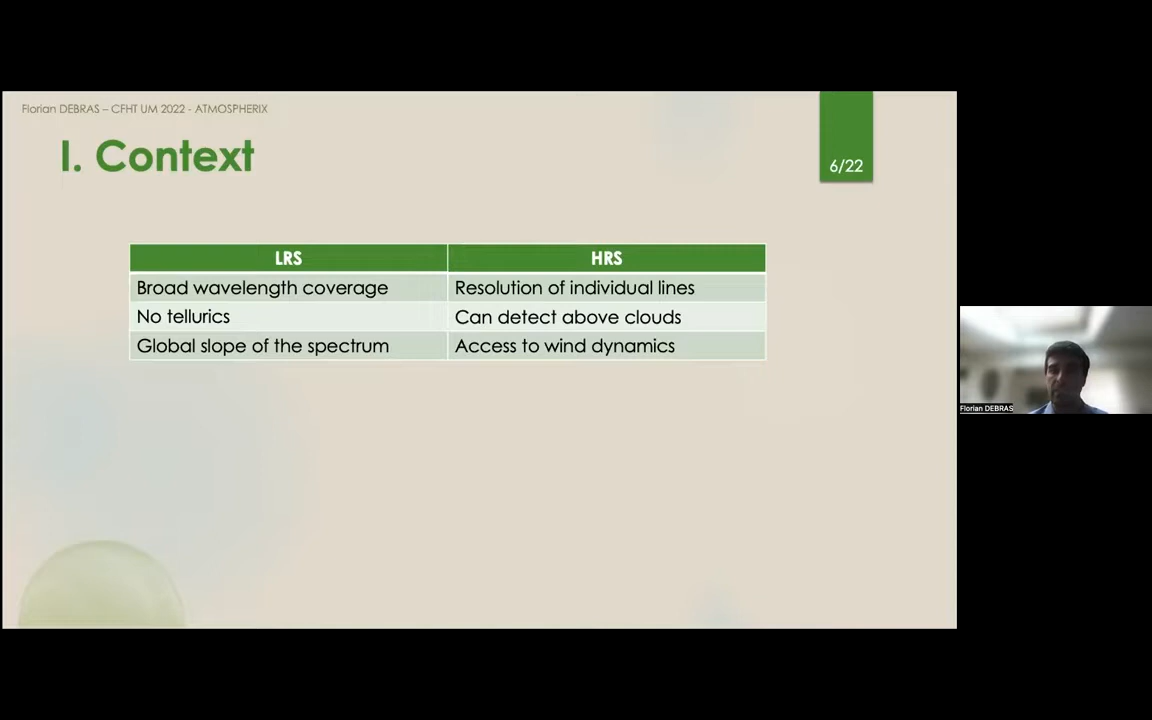 Florian DEBRAS – CFHT UM 2022 - ATMOSPHERIX
I. Context
6/22
LRS HRS
Broad wavelength coverage Resolution of individual lines
No tellurics Can detect above clouds
Global slope of the spectrum Access to wind dynamics
Florian DEBRAS